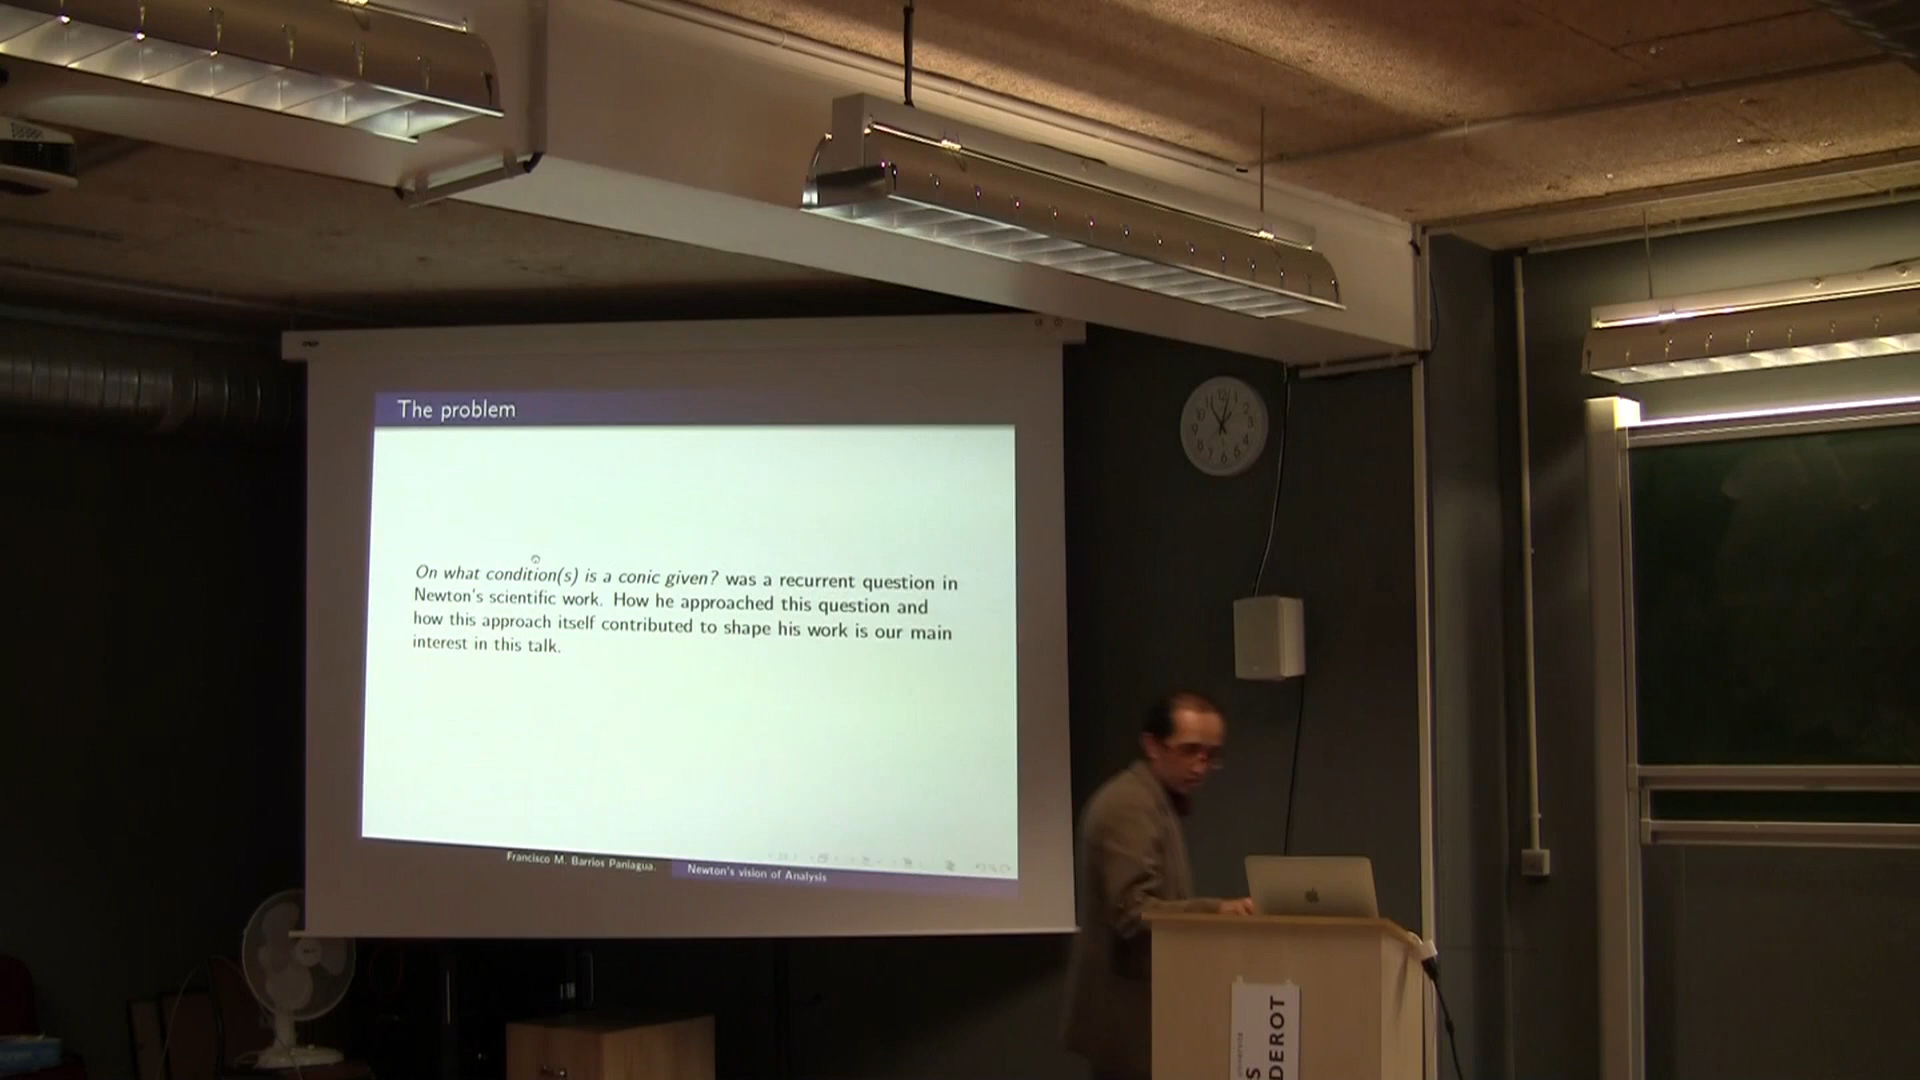 The problem
On what condition(s) is a conic given? was a recurrent question in
Newton's scientific work. How he approached this question and
how this approach itself contributed to shape his work is our main
interest in this talk.
Francisco M. Barrios Paniagua.
Newton's vision of Analysis
S
DEROT